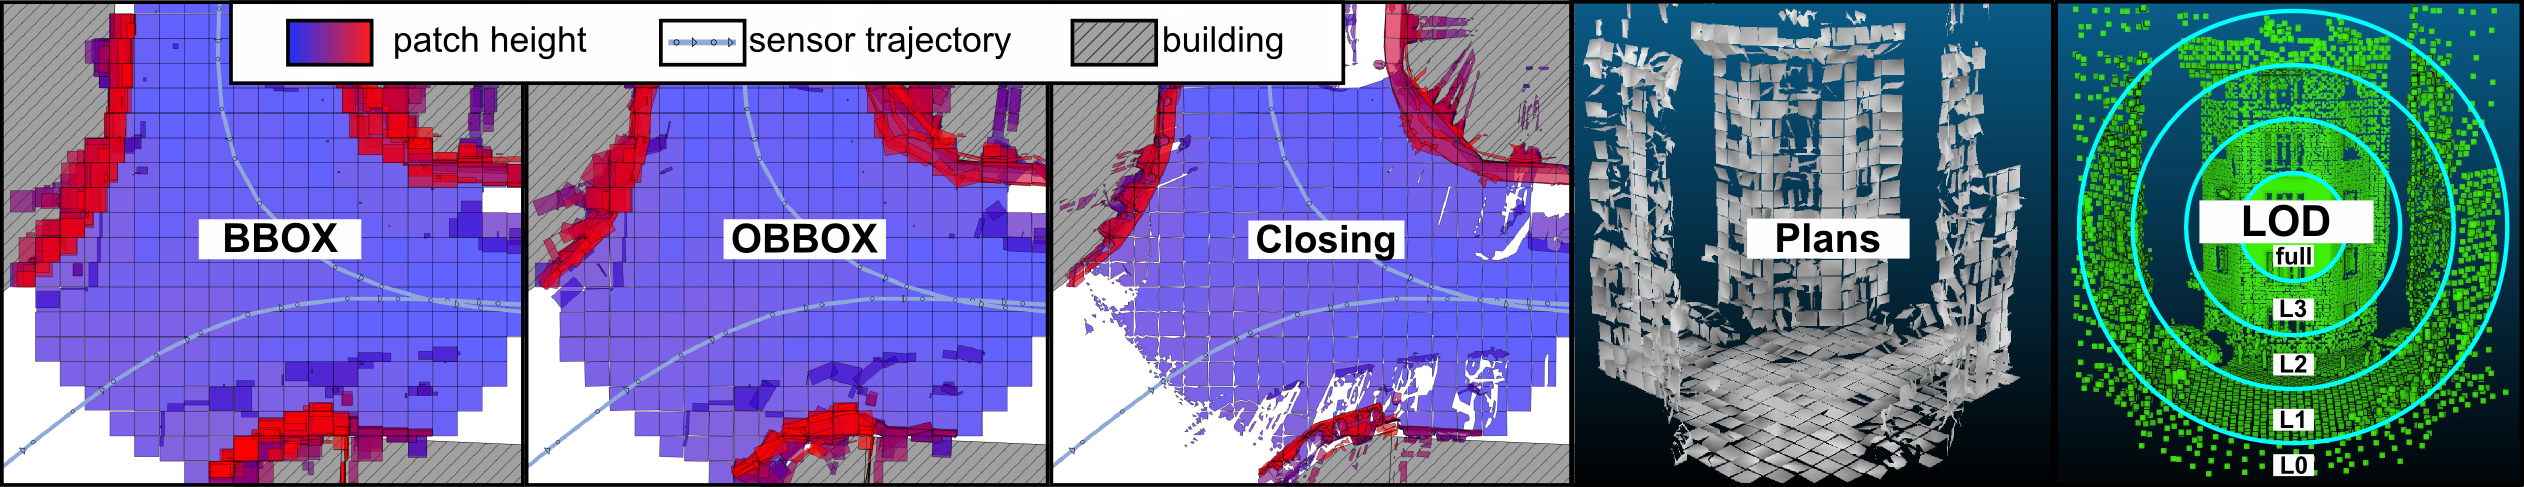 patch height
sensor trajectory
building
BBOX
OBBOX
Closing
Plans
LOD
full
L3
L2
L1
L0